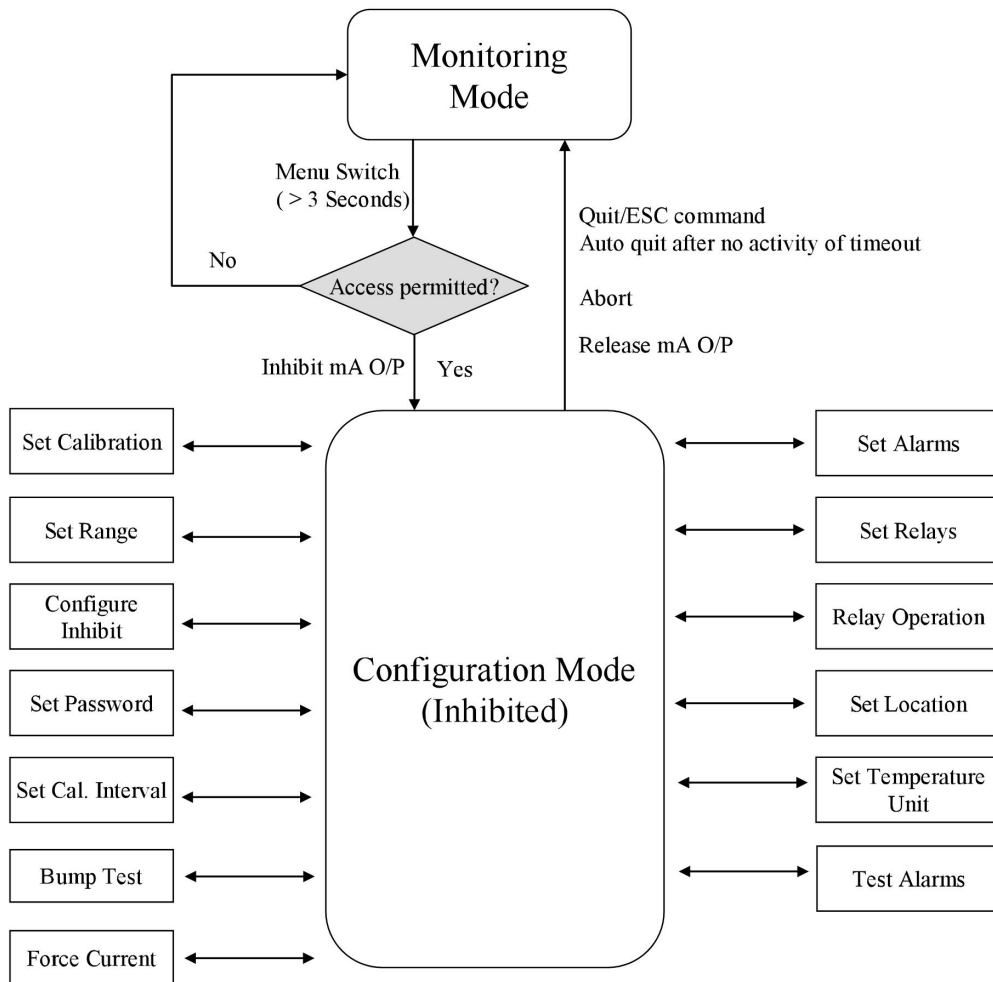 Monitoring
Mode
Menu Switch
( > 3 Seconds)
Quit/ESC command
Auto quit after no activity of timeout
No
Access permitted?
Abort
Release mA O/P
Inhibit mA O/P
Yes
Set Calibration
Set Range
Configure
Inhibit
Set Password
Set Cal. Interval
Bump Test
Force Current
Configuration Mode
(Inhibited)
Set Alarms
Set Relays
Relay Operation
Set Location
Set Temperature
Unit
Test Alarms